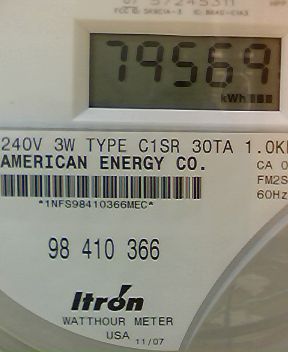 79569
kWh
240V 3W TYPE C1SR 30TA 1.0K
AMERICAN ENERGY CO.
CA 0
FM2S
60Hz
*1NFS98410366MEC*
98 410 366
Itron
WATTHOUR METER
USA 11/07